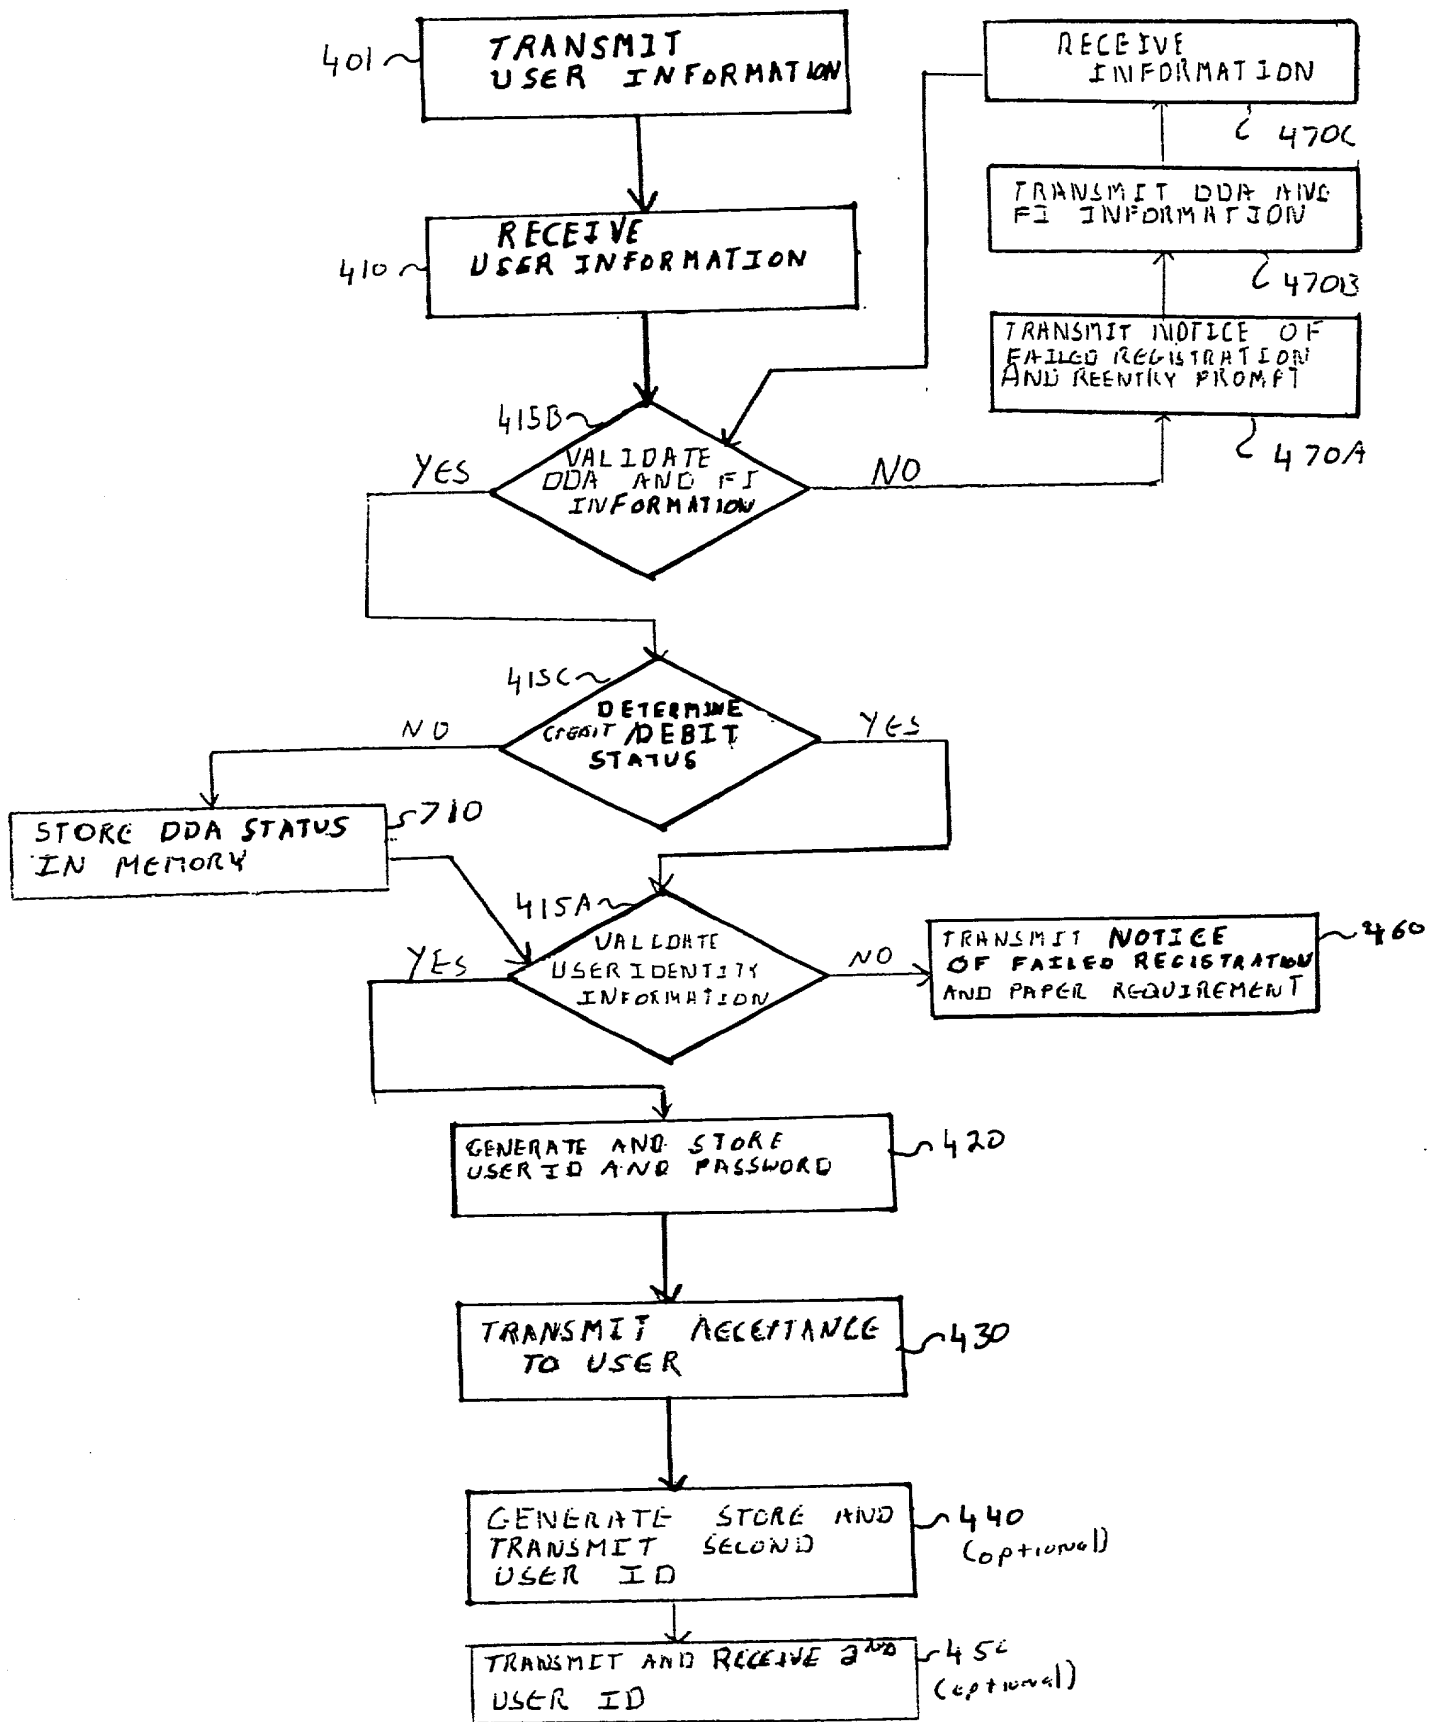 401
TRANSMIT
USER INFORMATION
RECEIVE
INFORMATION
470C
410
RECEIVE
USER INFORMATION
TRANSMIT DDA AND
FI INFORMATION
470B
TRANSMIT NOTICE OF
FAILED REGISTRATION
AND REENTRY PROMPT
470A
415B
VALIDATE
DDA AND FI
INFORMATION
YES
NO
415C
DETERMINE
CREDIT/DEBIT
STATUS
NO
YES
STORE DDA STATUS
IN MEMORY
710
415A
VALIDATE
USER IDENTITY
INFORMATION
YES
NO
TRANSMIT NOTICE
OF FAILED REGISTRATION
AND PAPER REQUIREMENT
460
GENERATE AND STORE
USER ID AND PASSWORD
420
TRANSMIT ACCEPTANCE
TO USER
430
GENERATE STORE AND
TRANSMIT SECOND
USER ID
440
(optional)
TRANSMIT AND RECEIVE 2ND
USER ID
(optional)